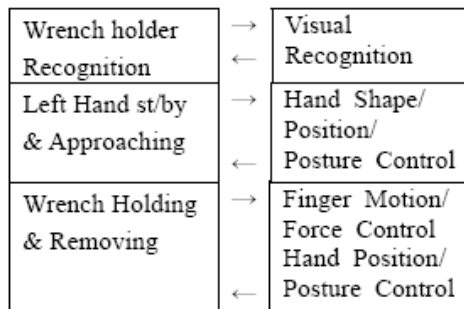 Wrench holder → Visual
Recognition ← Recognition
Left Hand st/by → Hand Shape/
& Approaching Position/
← Posture Control
Wrench Holding → Finger Motion/
& Removing Force Control
Hand Position/
← Posture Control